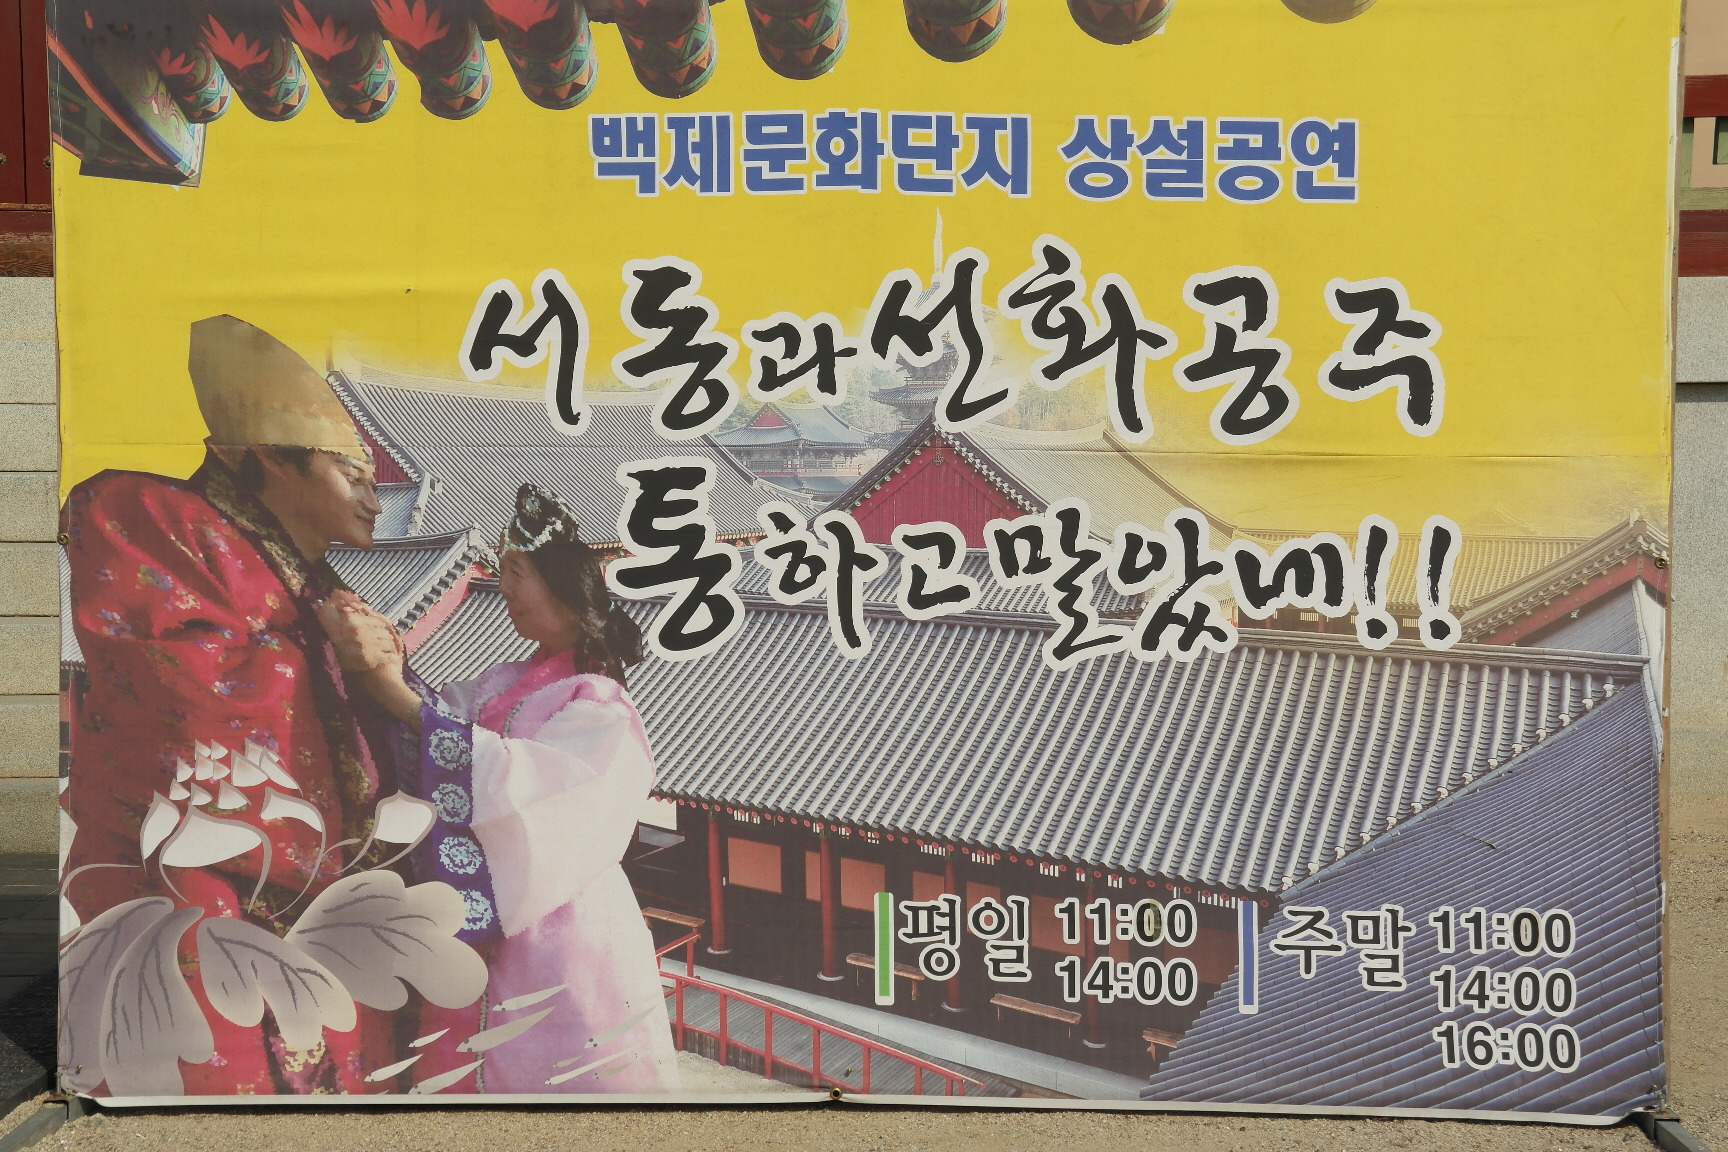 백제문화단지 상설공연
서동과 선화공주
통하고 말았네!!
평일 11:00
14:00
주말 11:00
14:00
16:00